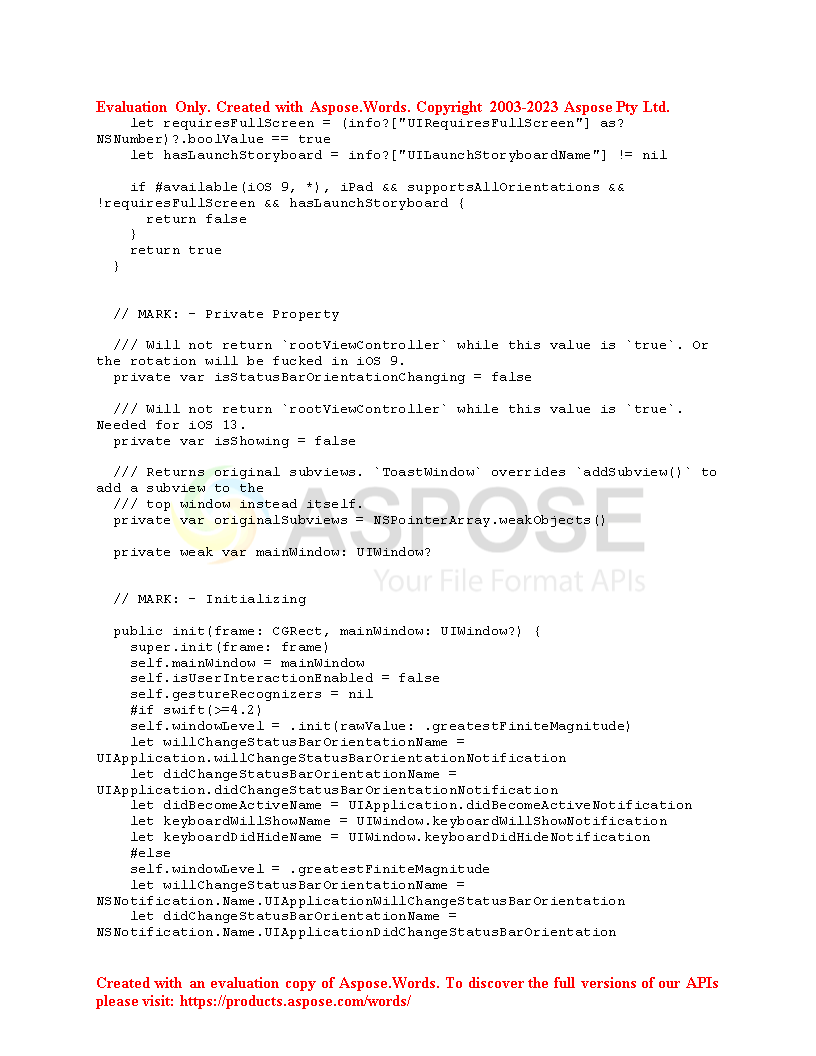 Evaluation Only. Created with Aspose.Words. Copyright 2003-2023 Aspose Pty Ltd.
    let requiresFullScreen = (info?["UIRequiresFullScreen"] as?
NSNumber)?.boolValue == true
    let hasLaunchStoryboard = info?["UILaunchStoryboardName"] != nil

    if #available(iOS 9, *), iPad && supportsAllOrientations &&
!requiresFullScreen && hasLaunchStoryboard {
      return false
    }
    return true
  }

  // MARK: - Private Property

  /// Will not return `rootViewController` while this value is `true`. Or
the rotation will be fucked in iOS 9.
  private var isStatusBarOrientationChanging = false

  /// Will not return `rootViewController` while this value is `true`.
Needed for iOS 13.
  private var isShowing = false

  /// Returns original subviews. `ToastWindow` overrides `addSubview()` to
add a subview to the
  /// top window instead itself.
  private var originalSubviews = NSPointerArray.weakObjects()

  private weak var mainWindow: UIWindow?

ASPOSE
Your File Format APIs

  // MARK: - Initializing

  public init(frame: CGRect, mainWindow: UIWindow?) {
    super.init(frame: frame)
    self.mainWindow = mainWindow
    self.isUserInteractionEnabled = false
    self.gestureRecognizers = nil
    #if swift(>=4.2)
    self.windowLevel = .init(rawValue: .greatestFiniteMagnitude)
    let willChangeStatusBarOrientationName =
UIApplication.willChangeStatusBarOrientationNotification
    let didChangeStatusBarOrientationName =
UIApplication.didChangeStatusBarOrientationNotification
    let didBecomeActiveName = UIApplication.didBecomeActiveNotification
    let keyboardWillShowName = UIWindow.keyboardWillShowNotification
    let keyboardDidHideName = UIWindow.keyboardDidHideNotification
    #else
    self.windowLevel = .greatestFiniteMagnitude
    let willChangeStatusBarOrientationName =
NSNotification.Name.UIApplicationWillChangeStatusBarOrientation
    let didChangeStatusBarOrientationName =
NSNotification.Name.UIApplicationDidChangeStatusBarOrientation

Created with an evaluation copy of Aspose.Words. To discover the full versions of our APIs
please visit: https://products.aspose.com/words/